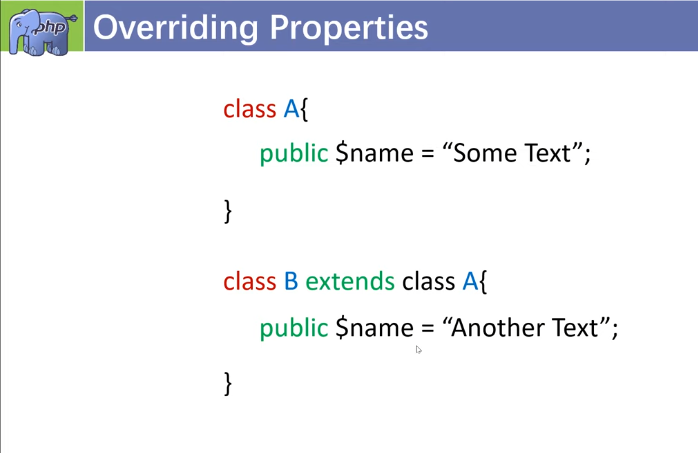 php
Overriding Properties
class A{
public $name = “Some Text”;
}
class B extends class A{
public $name = “Another Text”;
}